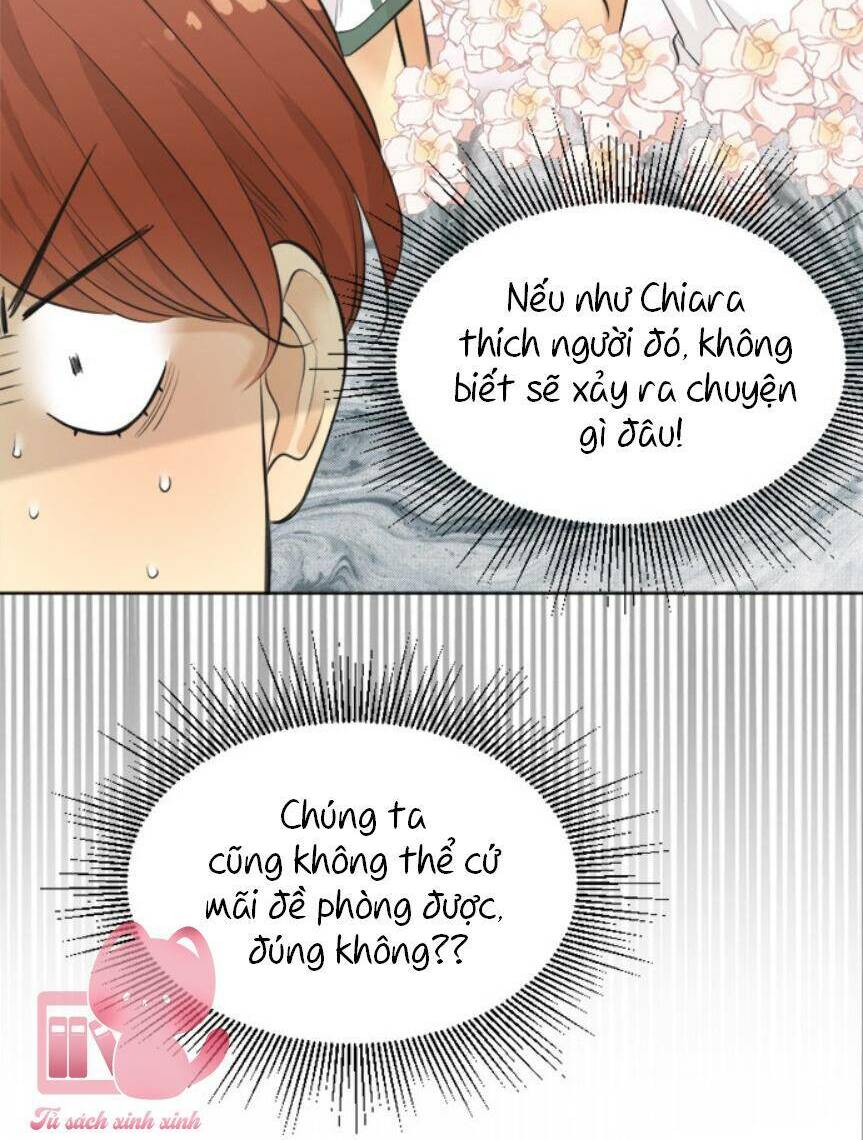 Nếu như Chiara
thích người đó, không
biết sẽ xảy ra chuyện
gì đâu!
Chúng ta
cũng không thể cứ
mãi đề phòng được,
đúng không??
Tủ sách xinh xinh